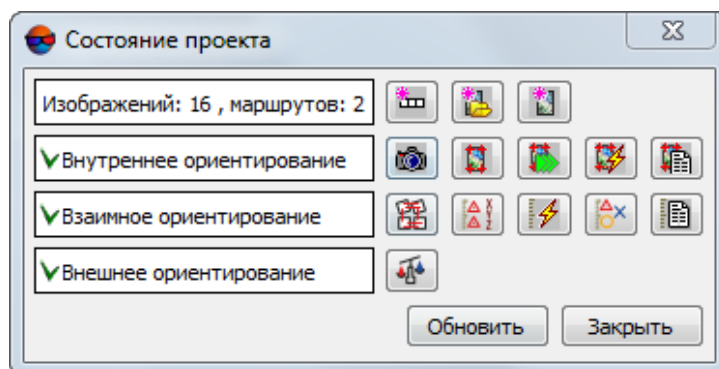 Состояние проекта
Изображений: 16 , маршрутов: 2
Внутреннее ориентирование
Взаимное ориентирование
Внешнее ориентирование
Обновить Закрыть